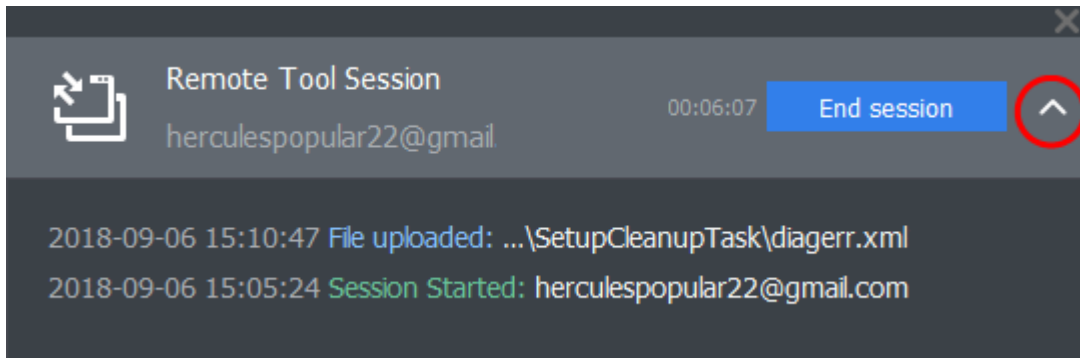 Remote Tool Session
herculespopular22@gmail
00:06:07
End session
2018-09-06 15:10:47 File uploaded: ...\SetupCleanupTask\diagerr.xml
2018-09-06 15:05:24 Session Started: herculespopular22@gmail.com